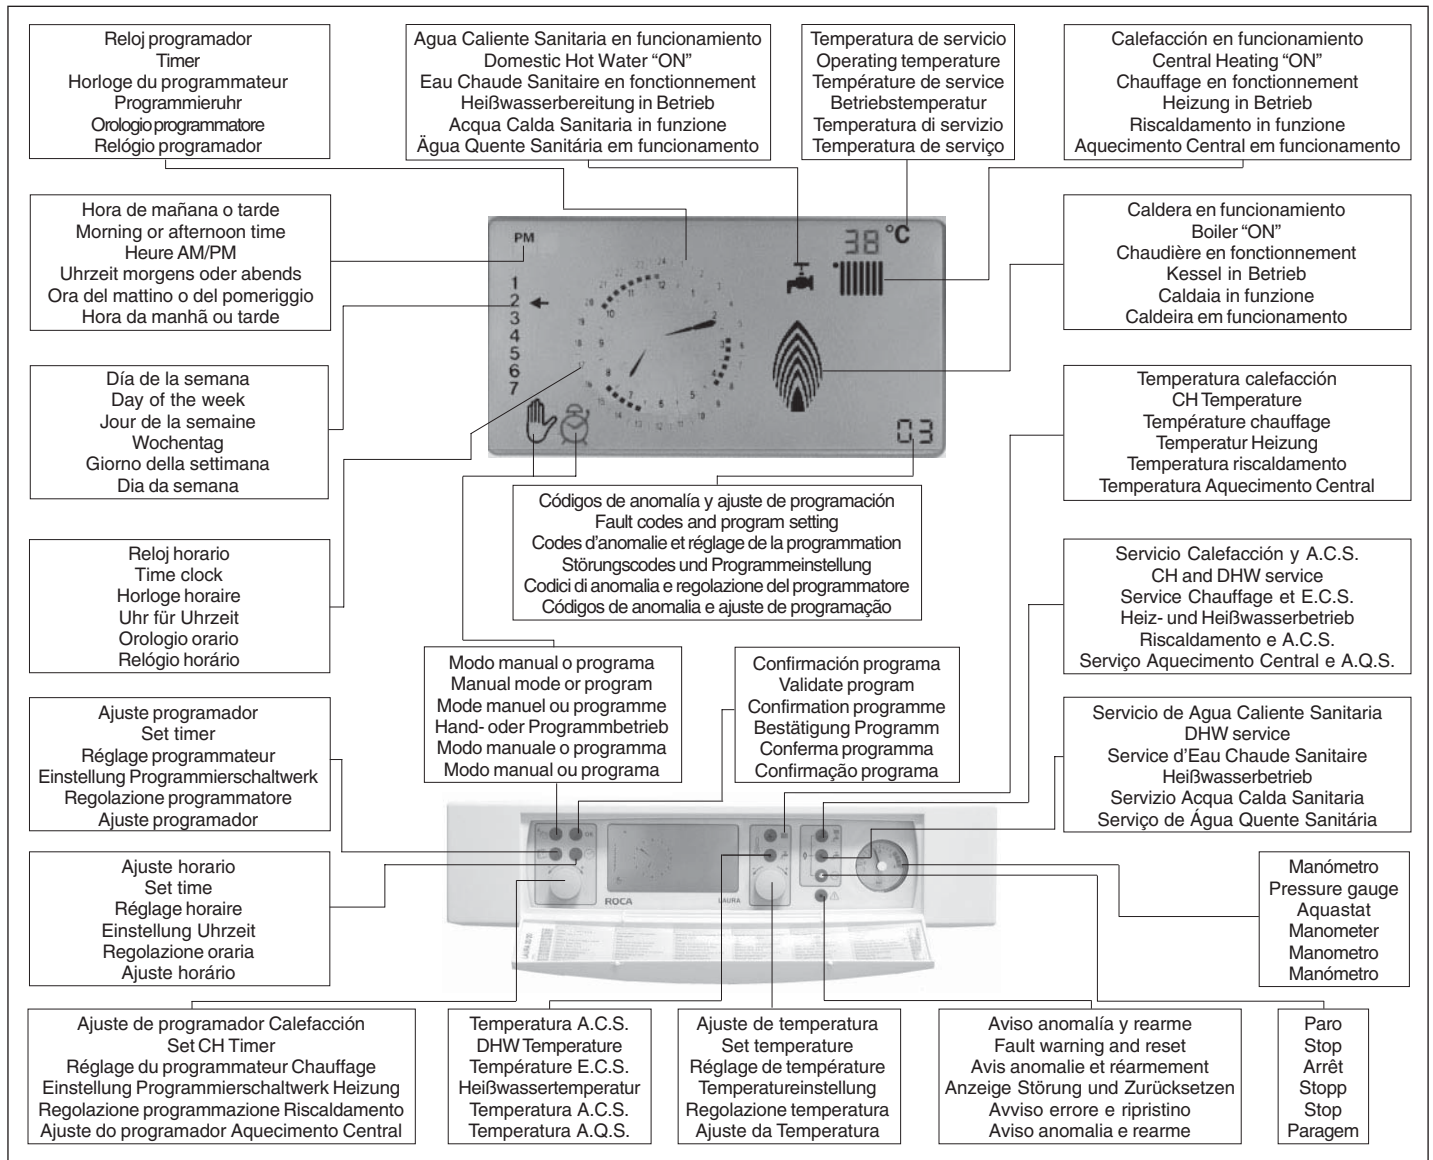 Reloj programador
Timer
Horloge du programmateur
Programmieruhr
Orologio programmatore
Relógio programador
Agua Caliente Sanitaria en funcionamiento
Domestic Hot Water “ON”
Eau Chaude Sanitaire en fonctionnement
Heißwasserbereitung in Betrieb
Acqua Calda Sanitaria in funzione
Ägua Quente Sanitária em funcionamento
Temperatura de servicio
Operating temperature
Température de service
Betriebstemperatur
Temperatura di servizio
Temperatura de serviço
Calefacción en funcionamiento
Central Heating “ON”
Chauffage en fonctionnement
Heizung in Betrieb
Riscaldamento in funzione
Aquecimento Central em funcionamento
Hora de mañana o tarde
Morning or afternoon time
Heure AM/PM
Uhrzeit morgens oder abends
Ora del mattino o del pomeriggio
Hora da manhã ou tarde
PM
38 °C
1
2
3
4
5
6
7
03
Caldera en funcionamiento
Boiler “ON”
Chaudière en fonctionnement
Kessel in Betrieb
Caldaia in funzione
Caldeira em funcionamento
Día de la semana
Day of the week
Jour de la semaine
Wochentag
Giorno della settimana
Dia da semana
Temperatura calefacción
CH Temperature
Température chauffage
Temperatur Heizung
Temperatura riscaldamento
Temperatura Aquecimento Central
Códigos de anomalía y ajuste de programación
Fault codes and program setting
Codes d’anomalie et réglage de la programmation
Störungscodes und Programmeinstellung
Codici di anomalia e regolazione del programmatore
Códigos de anomalia e ajuste de programação
Reloj horario
Time clock
Horloge horaire
Uhr für Uhrzeit
Orologio orario
Relógio horário
Servicio Calefacción y A.C.S.
CH and DHW service
Service Chauffage et E.C.S.
Heiz- und Heißwasserbetrieb
Riscaldamento e A.C.S.
Serviço Aquecimento Central e A.Q.S.
Modo manual o programa
Manual mode or program
Mode manuel ou programme
Hand- oder Programmbetrieb
Modo manuale o programma
Modo manual ou programa
Confirmación programa
Validate program
Confirmation programme
Bestätigung Programm
Conferma programma
Confirmação programa
Ajuste programador
Set timer
Réglage programmateur
Einstellung Programmierschaltwerk
Regolazione programmatore
Ajuste programador
Servicio de Agua Caliente Sanitaria
DHW service
Service d’Eau Chaude Sanitaire
Heißwasserbetrieb
Servizio Acqua Calda Sanitaria
Serviço de Água Quente Sanitária
Ajuste horario
Set time
Réglage horaire
Einstellung Uhrzeit
Regolazione oraria
Ajuste horário
OK
ROCA
LAURA
Manómetro
Pressure gauge
Aquastat
Manometer
Manometro
Manómetro
Ajuste de programador Calefacción
Set CH Timer
Réglage du programmateur Chauffage
Einstellung Programmierschaltwerk Heizung
Regolazione programmazione Riscaldamento
Ajuste do programador Aquecimento Central
Temperatura A.C.S.
DHW Temperature
Température E.C.S.
Heißwassertemperatur
Temperatura A.C.S.
Temperatura A.Q.S.
Ajuste de temperatura
Set temperature
Réglage de température
Temperatureinstellung
Regolazione temperatura
Ajuste da Temperatura
Aviso anomalía y rearme
Fault warning and reset
Avis anomalie et réarmement
Anzeige Störung und Zurücksetzen
Avviso errore e ripristino
Aviso anomalia e rearme
Paro
Stop
Arrêt
Stopp
Stop
Paragem